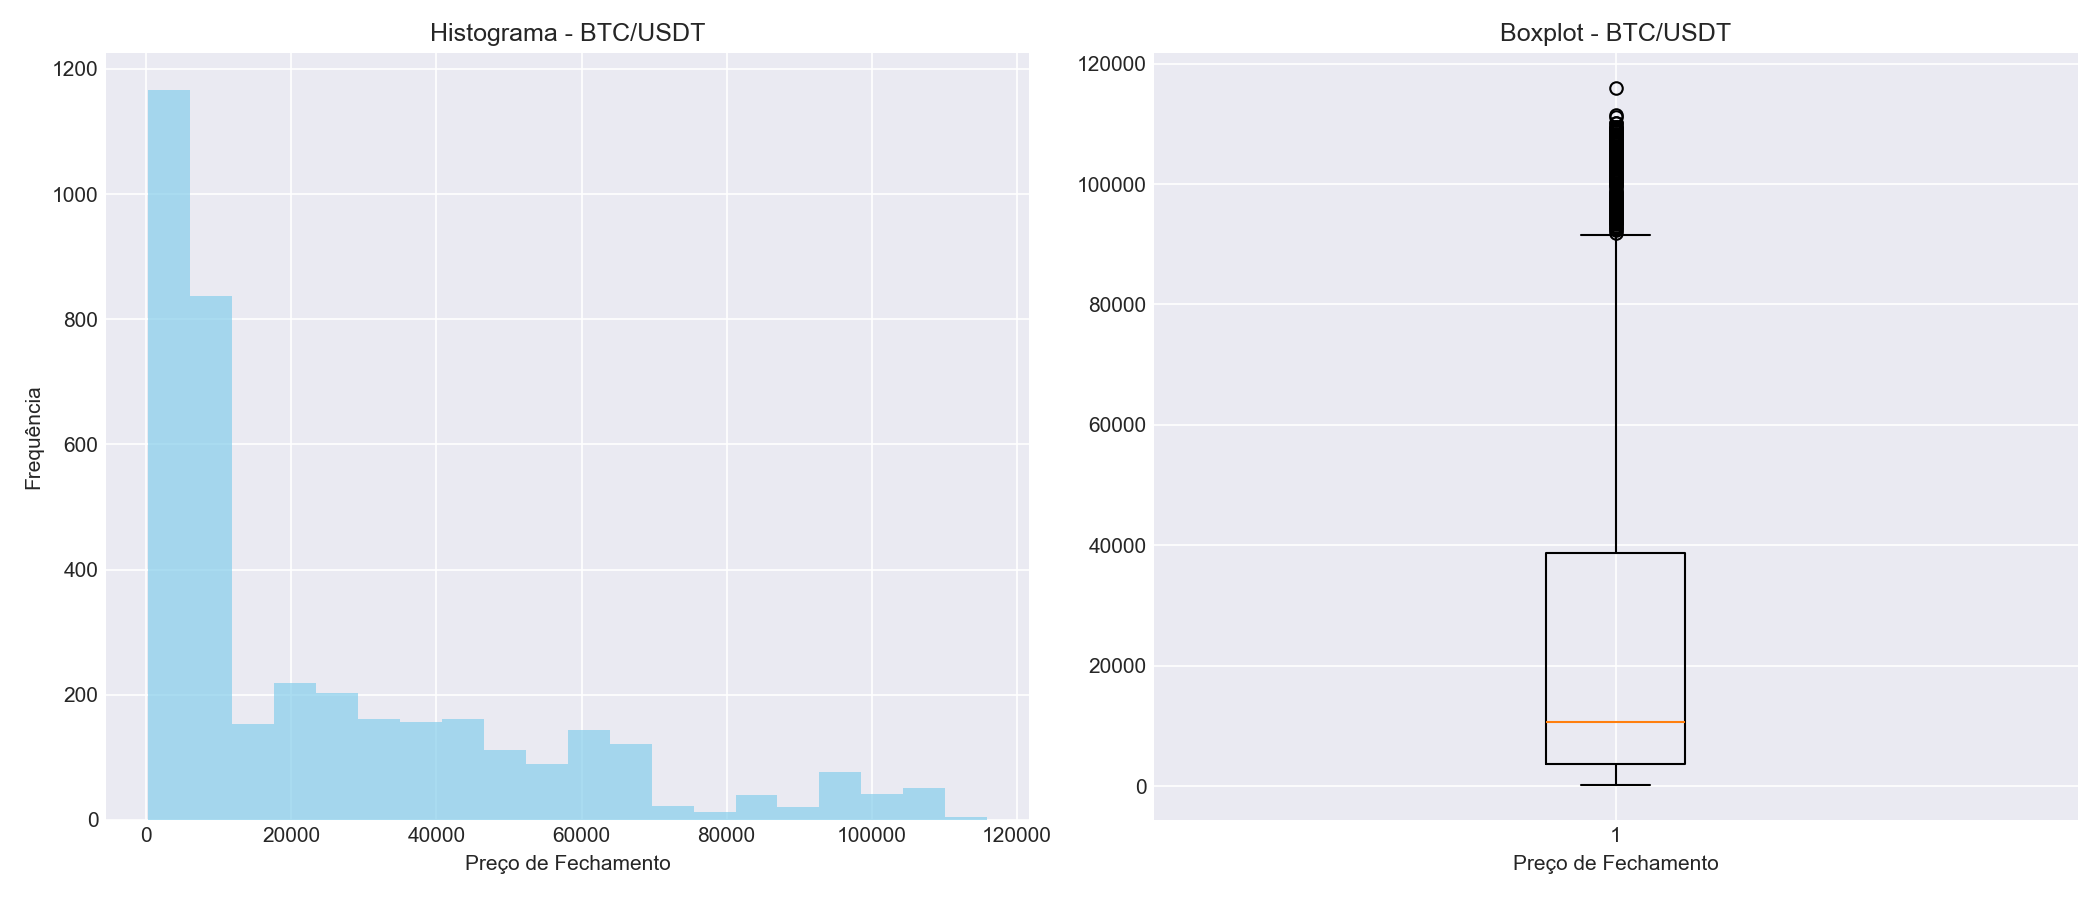 Histograma - BTC/USDT
1200
1000
800
600
400
200
0
Frequência
0 20000 40000 60000 80000 100000 120000
Preço de Fechamento
Boxplot - BTC/USDT
120000
100000
80000
60000
40000
20000
0
1
Preço de Fechamento